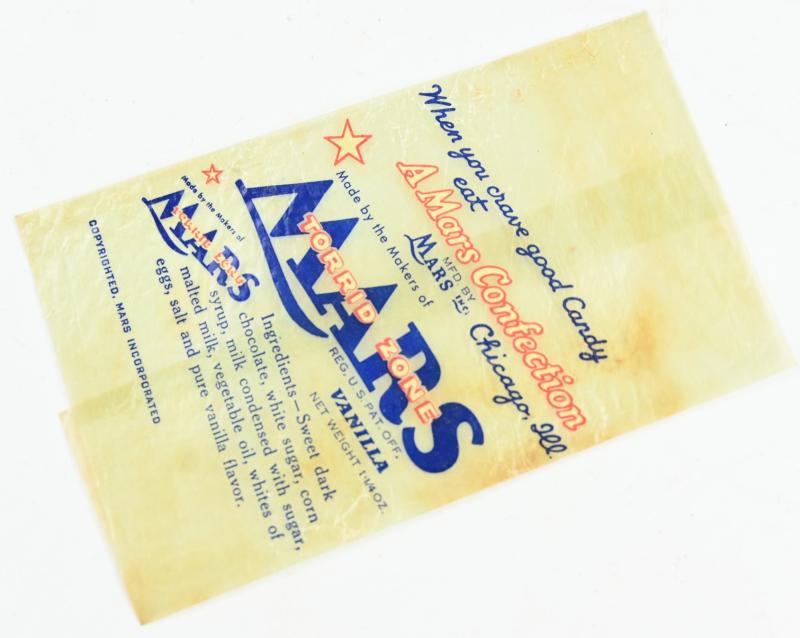 When you crave good Candy
eat
A Mars Confection
MFD BY
MARS INC. Chicago, Ill.
Made by the Makers of
MARS
TORRID ZONE
REG. U. S. PAT. OFF.
VANILLA
NET WEIGHT 1 1/4 OZ.
Made by the Makers of
MARS
TORRID ZONE
Ingredients—Sweet dark
chocolate, white sugar, corn
syrup, milk condensed with sugar,
malted milk, vegetable oil, whites of
eggs, salt and pure vanilla flavor.
COPYRIGHTED, MARS INCORPORATED